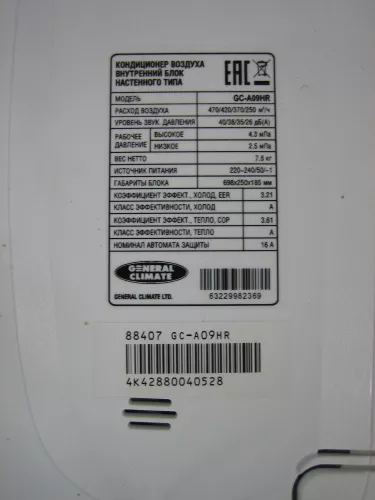 КОНДИЦИОНЕР ВОЗДУХА
ВНУТРЕННИЙ БЛОК
НАСТЕННОГО ТИПА
EAC
МОДЕЛЬ GC-A09HR
РАСХОД ВОЗДУХА 470/420/370/250 м³/ч
УРОВЕНЬ ЗВУК. ДАВЛЕНИЯ 40/38/35/26 дБ(А)
РАБОЧЕЕ ДАВЛЕНИЕ ВЫСОКОЕ 4.3 мПа
НИЗКОЕ 2.5 мПа
ВЕС НЕТТО 7.5 кг
ИСТОЧНИК ПИТАНИЯ 220-240/50/~1
ГАБАРИТЫ БЛОКА 698x250x185 мм
КОЭФФИЦИЕНТ ЭФФЕКТ., ХОЛОД, EER 3.21
КЛАСС ЭФФЕКТИВНОСТИ, ХОЛОД А
КОЭФФИЦИЕНТ ЭФФЕКТ., ТЕПЛО, COP 3.61
КЛАСС ЭФФЕКТИВНОСТИ, ТЕПЛО А
НОМИНАЛ АВТОМАТА ЗАЩИТЫ 16 А
GENERAL
CLIMATE
GENERAL CLIMATE LTD.
63229982369
88407 GC-A09HR
4K42880040528